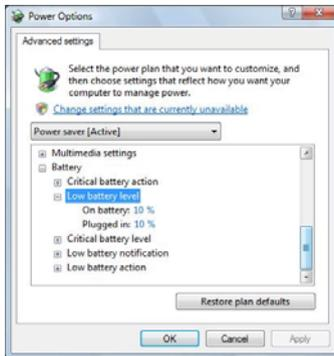 Power Options
Advanced settings
Select the power plan that you want to customize, and
then choose settings that reflect how you want your
computer to manage power.
Change settings that are currently unavailable
Power saver [Active]
Multimedia settings
Battery
Critical battery action
Low battery level
On battery: 10 %
Plugged in: 10 %
Critical battery level
Low battery notification
Low battery action
Restore plan defaults
OK
Cancel
Apply